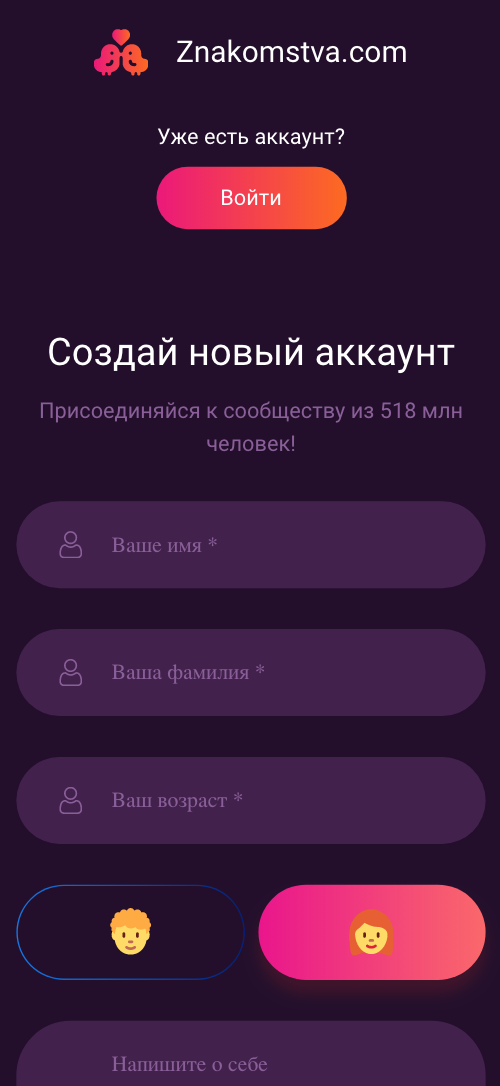 Znakomstva.com
Уже есть аккаунт?
Войти
Создай новый аккаунт
Присоединяйся к сообществу из 518 млн
человек!
Ваше имя *
Ваша фамилия *
Ваш возраст *
Напишите о себе